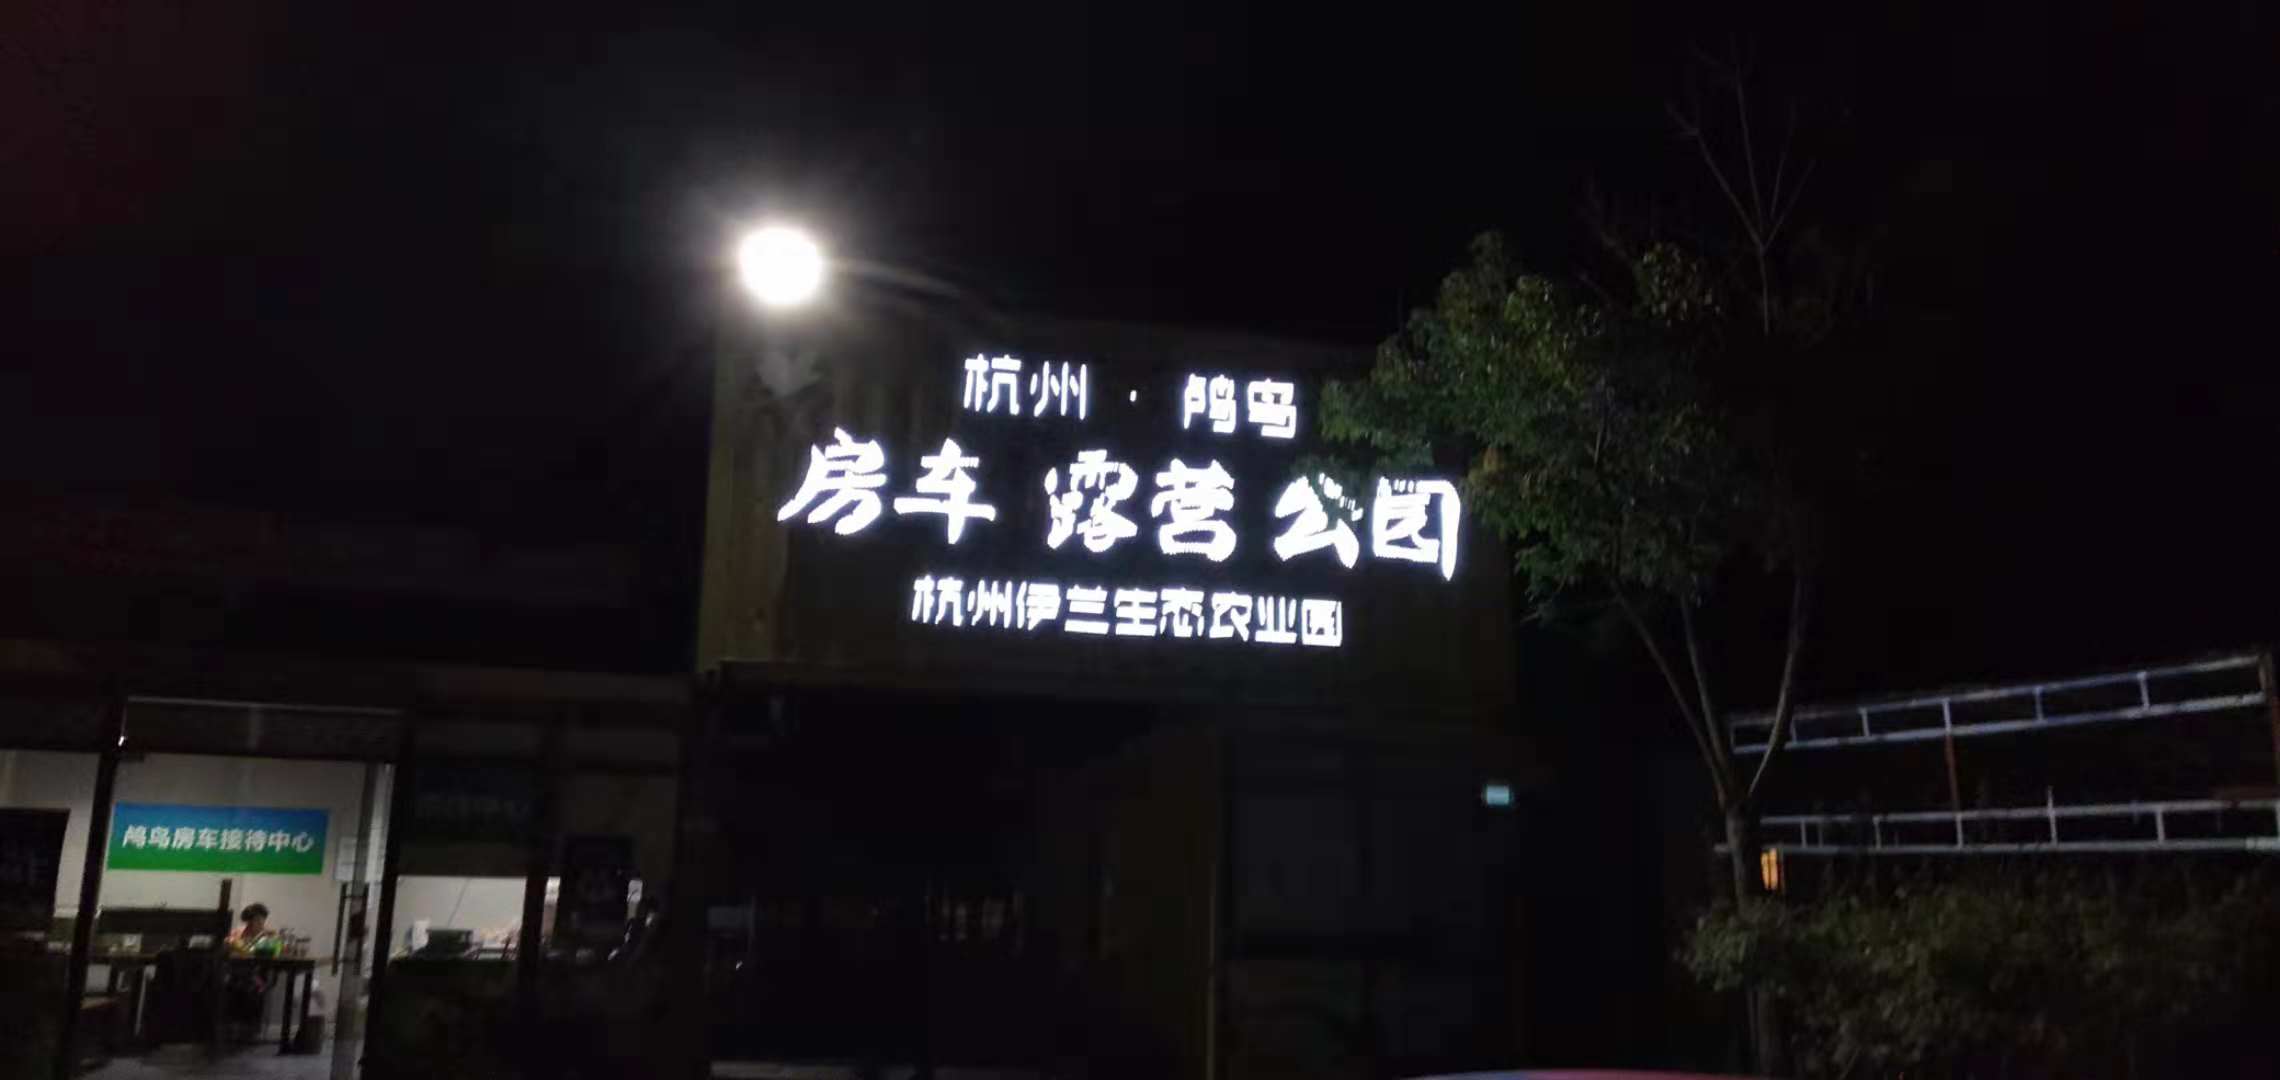 杭州·鸬鸟
房车 露营 公园
杭州伊兰生态农业园
鸬鸟房车接待中心